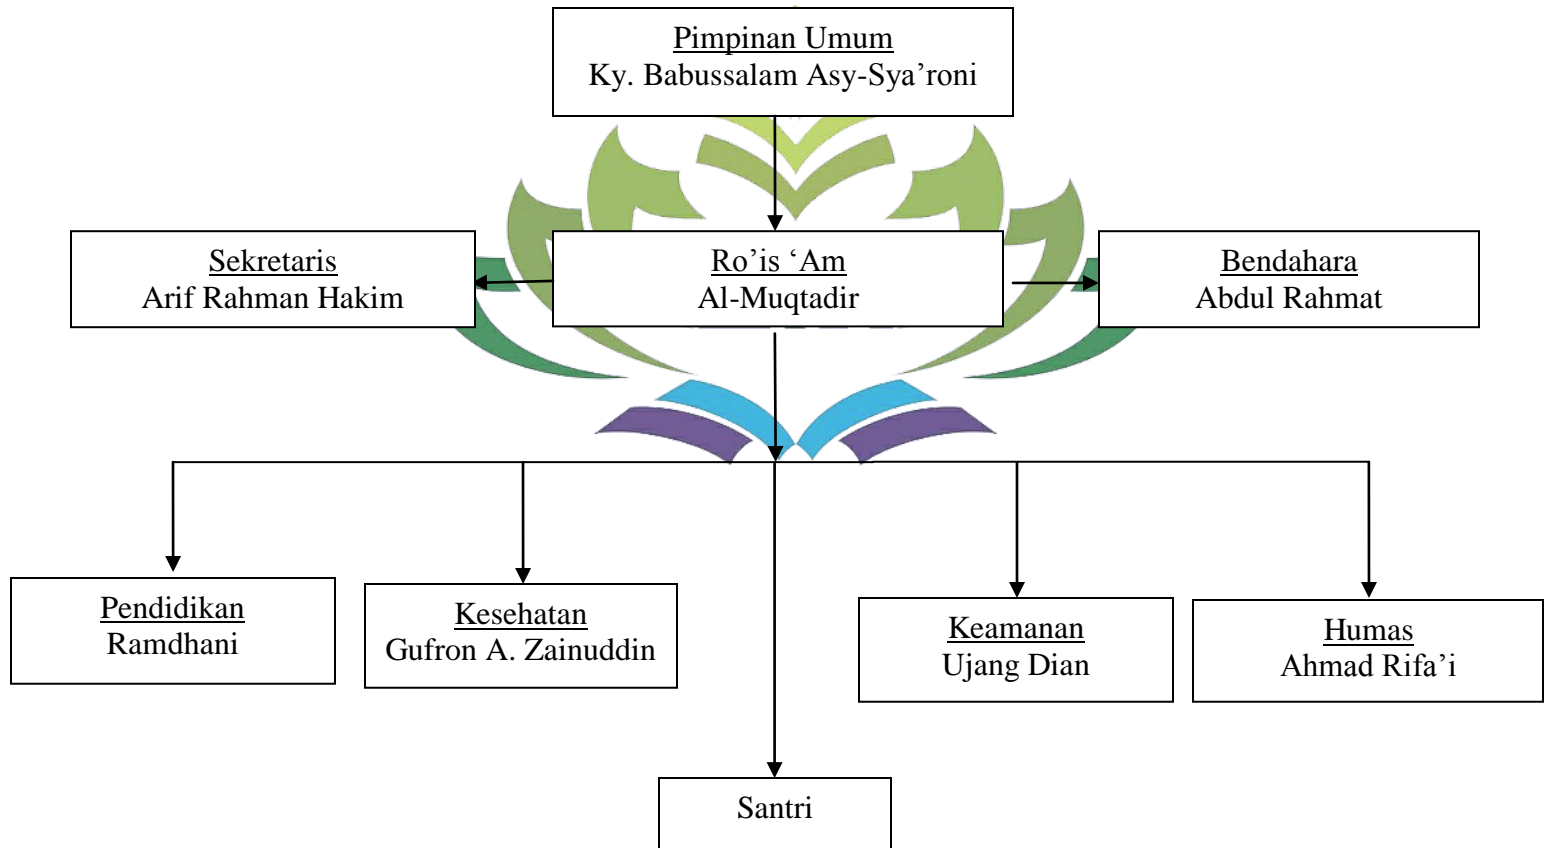 Pimpinan Umum
Ky. Babussalam Asy-Sya’roni
Sekretaris
Arif Rahman Hakim
Ro’is ‘Am
Al-Muqtadir
Bendahara
Abdul Rahmat
Pendidikan
Ramdhani
Kesehatan
Gufron A. Zainuddin
Keamanan
Ujang Dian
Humas
Ahmad Rifa’i
Santri